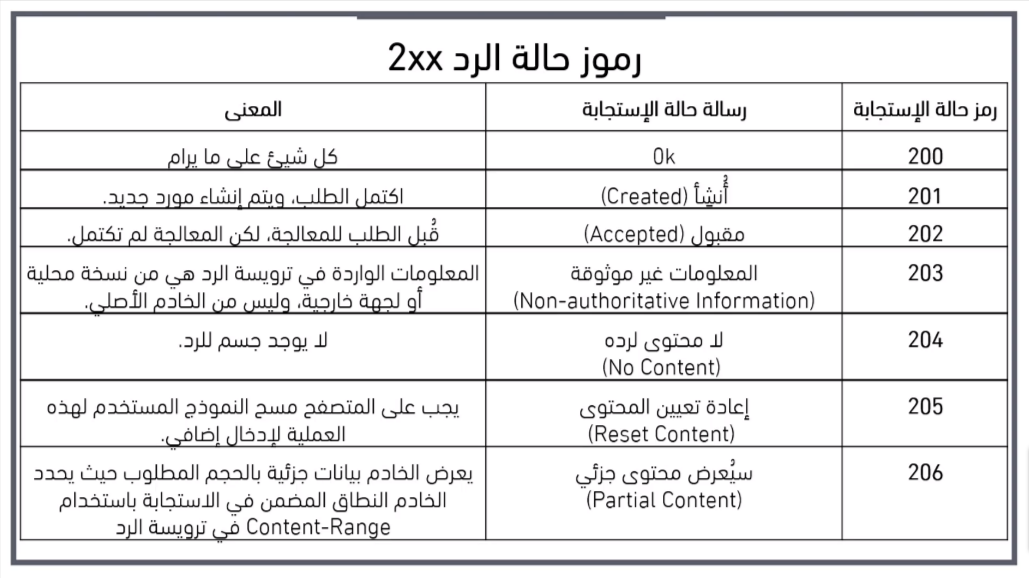 رموز حالة الرد 2xx
رمز حالة الإستجابة
رسالة حالة الإستجابة
المعنى
200
Ok
كل شيئ على ما يرام
201
أُنشِأ (Created)
اكتمل الطلب، ويتم إنشاء مورد جديد.
202
مقبول (Accepted)
قُبل الطلب للمعالجة، لكن المعالجة لم تكتمل.
203
المعلومات غير موثوقة
(Non-authoritative Information)
المعلومات الواردة في ترويسة الرد هي من نسخة محلية
أو لجهة خارجية، وليس من الخادم الأصلي.
204
لا محتوى لرده
(No Content)
لا يوجد جسم للرد.
205
إعادة تعيين المحتوى
(Reset Content)
يجب على المتصفح مسح النموذج المستخدم لهذه
العملية لإدخال إضافي.
206
سيُعرض محتوى جزئي
(Partial Content)
يعرض الخادم بيانات جزئية بالحجم المطلوب حيث يحدد
الخادم النطاق المضمن في الاستجابة باستخدام
Content-Range في ترويسة الرد